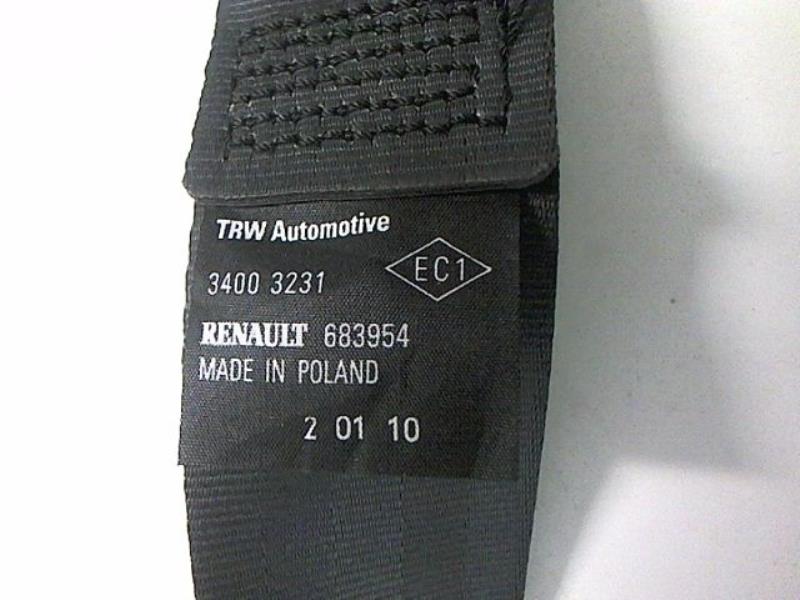 TRW Automotive
3400 3231 EC1
RENAULT 683954
MADE IN POLAND
2 01 10